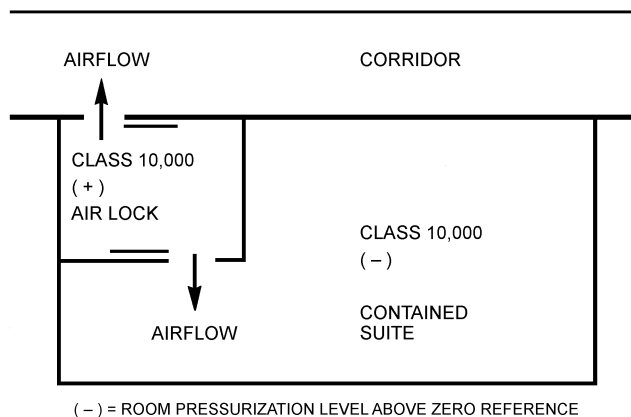 AIRFLOW
CORRIDOR
CLASS 10,000
( + )
AIR LOCK
CLASS 10,000
( – )
CONTAINED
SUITE
AIRFLOW
( – ) = ROOM PRESSURIZATION LEVEL ABOVE ZERO REFERENCE